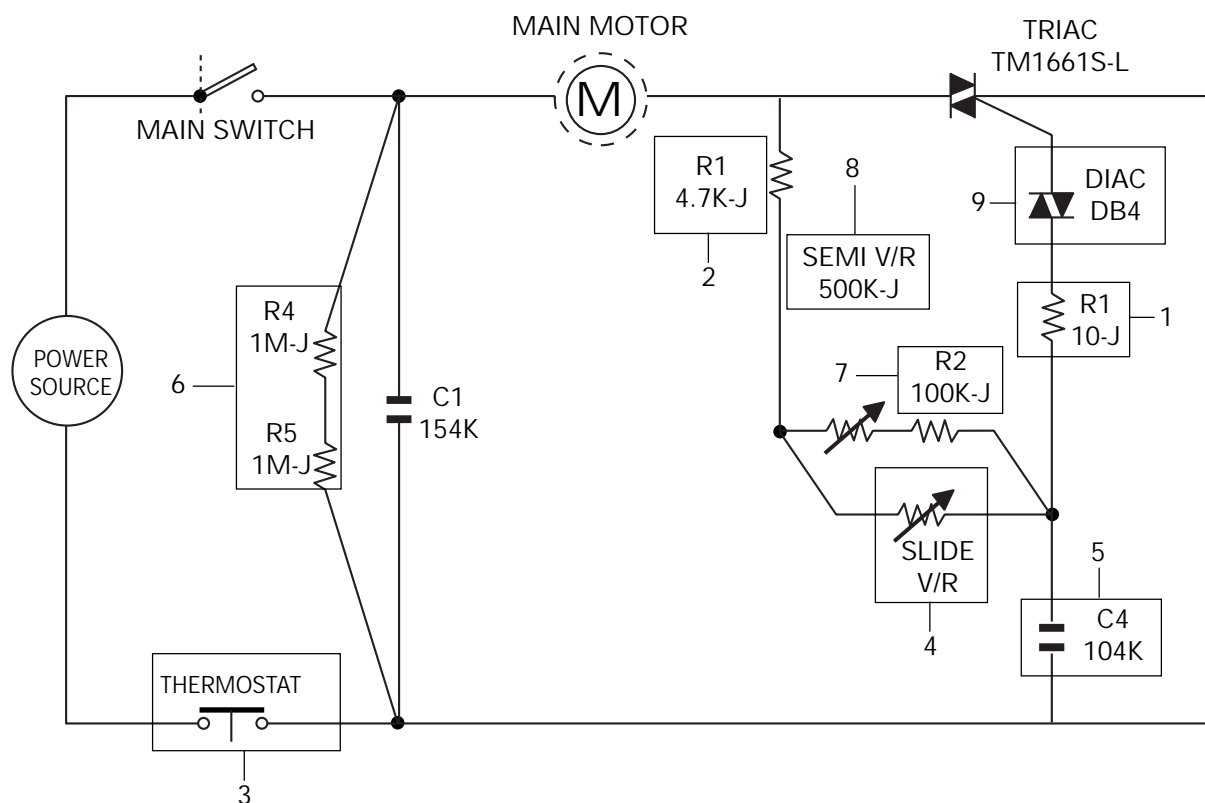 MAIN MOTOR
TRIAC
TM1661S-L
M
MAIN SWITCH
R1
4.7K-J
2
8
SEMI V/R
500K-J
9
DIAC
DB4
R1
10-J
1
POWER
SOURCE
6
R4
1M-J
R5
1M-J
C1
154K
7
R2
100K-J
SLIDE
V/R
4
5
C4
104K
THERMOSTAT
3